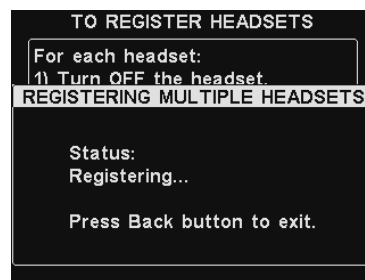 TO REGISTER HEADSETS
For each headset:
1) Turn OFF the headset.
REGISTERING MULTIPLE HEADSETS
Status:
Registering...
Press Back button to exit.